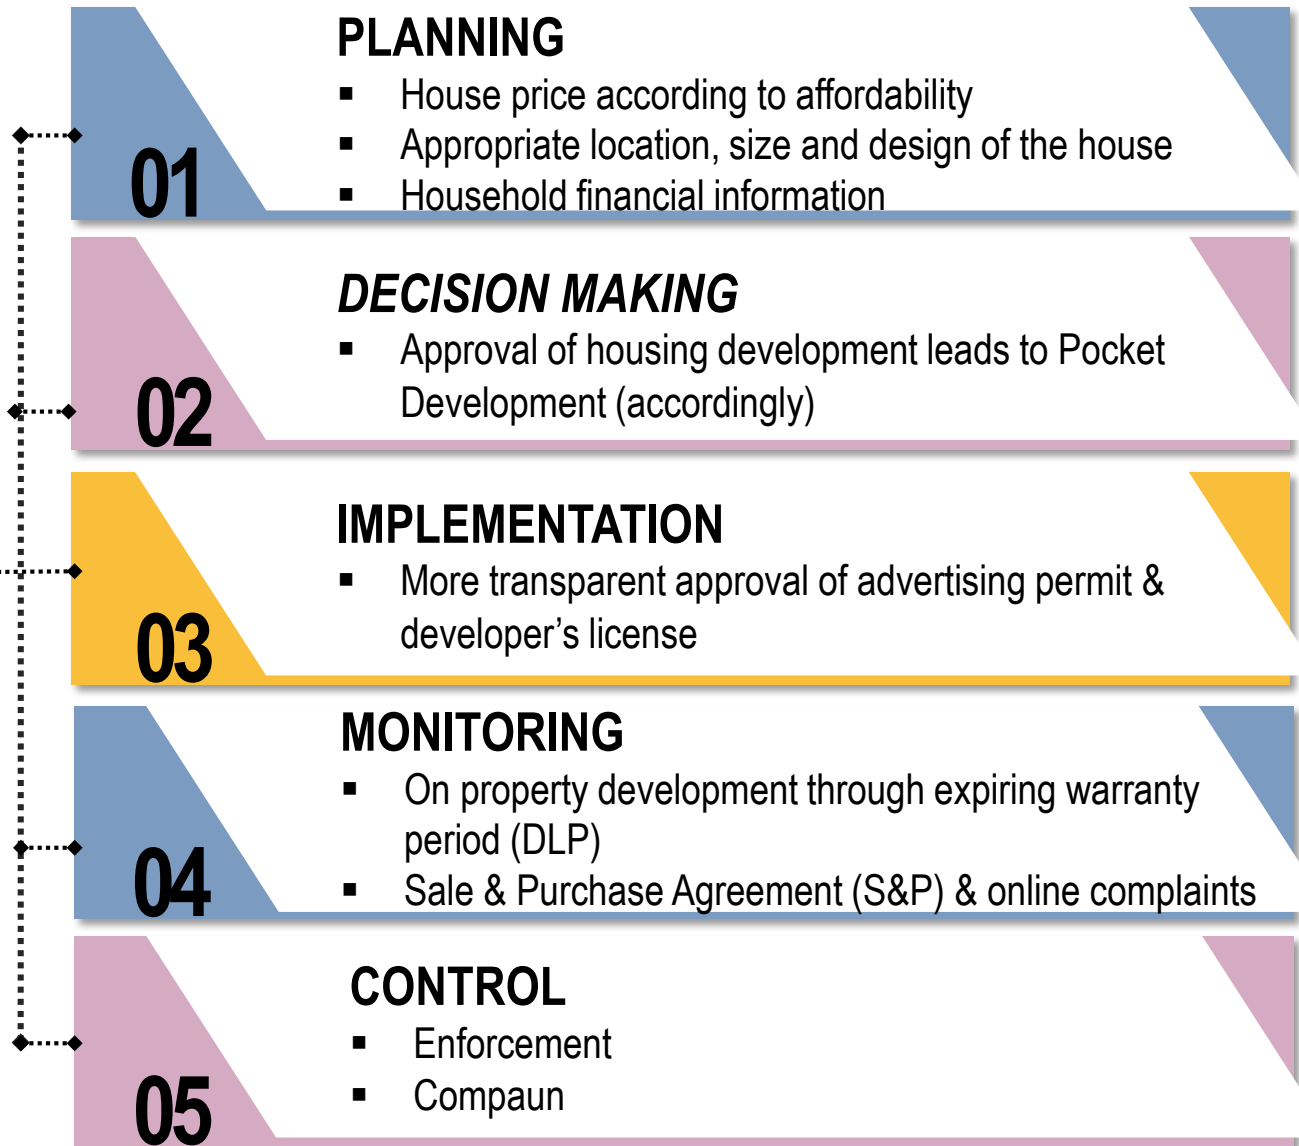 PLANNING
▪ House price according to affordability
▪ Appropriate location, size and design of the house
▪ Household financial information
01
DECISION MAKING
▪ Approval of housing development leads to Pocket
Development (accordingly)
02
IMPLEMENTATION
▪ More transparent approval of advertising permit &
developer’s license
03
MONITORING
▪ On property development through expiring warranty
period (DLP)
▪ Sale & Purchase Agreement (S&P) & online complaints
04
CONTROL
▪ Enforcement
▪ Compaun
05